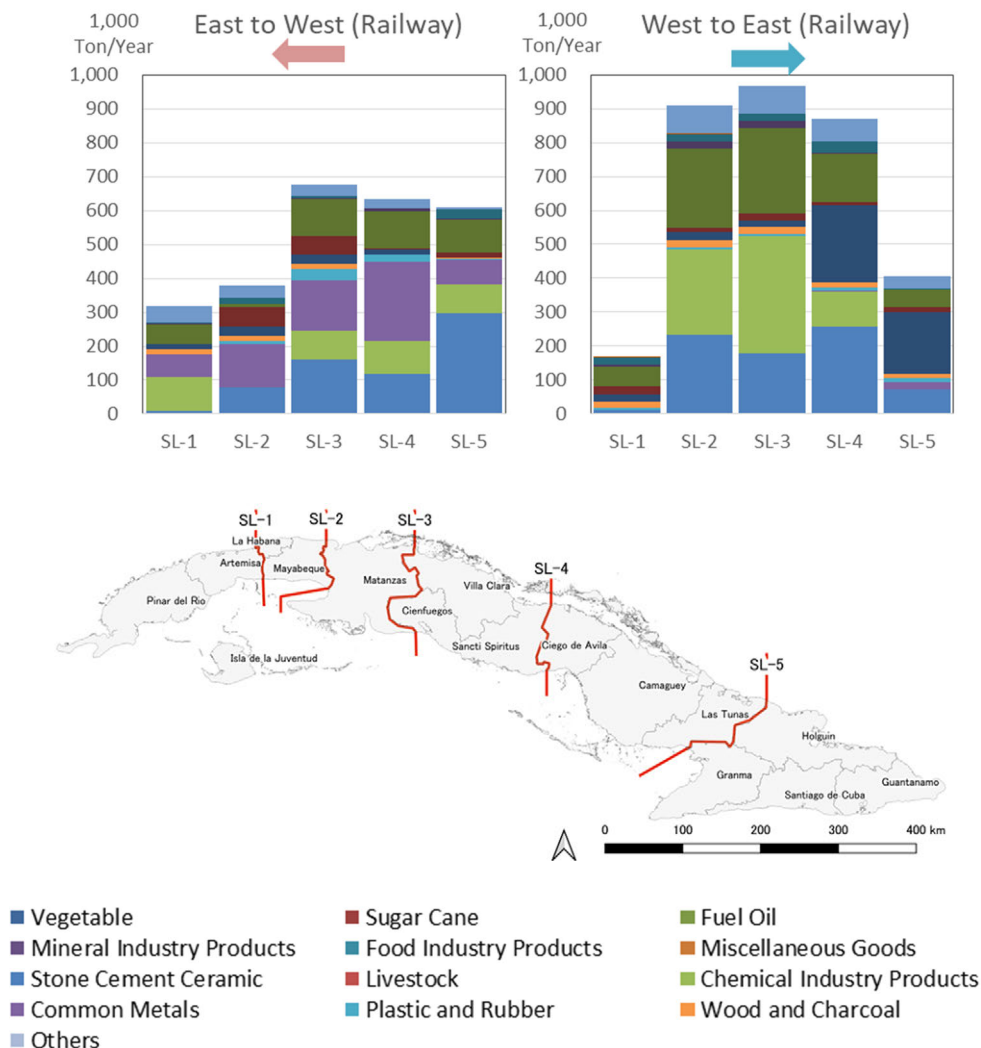 1,000
Ton/Year
East to West (Railway)
1,000
900
800
700
600
500
400
300
200
100
0
SL-1 SL-2 SL-3 SL-4 SL-5
1,000
Ton/Year
West to East (Railway)
1,000
900
800
700
600
500
400
300
200
100
0
SL-1 SL-2 SL-3 SL-4 SL-5
SL-1
SL-2
SL-3
La Habana
Artemisa
Mayabeque
Matanzas
Villa Clara
SL-4
Pinar del Rio
Cienfuegos
Isla de la Juventud
Sancti Spiritus
Ciego de Avila
SL-5
Camaguey
Las Tunas
Holguin
Granma
Guantanamo
Santiago de Cuba
0 100 200 300 400 km
Vegetable Sugar Cane Fuel Oil
Mineral Industry Products Food Industry Products Miscellaneous Goods
Stone Cement Ceramic Livestock Chemical Industry Products
Common Metals Plastic and Rubber Wood and Charcoal
Others